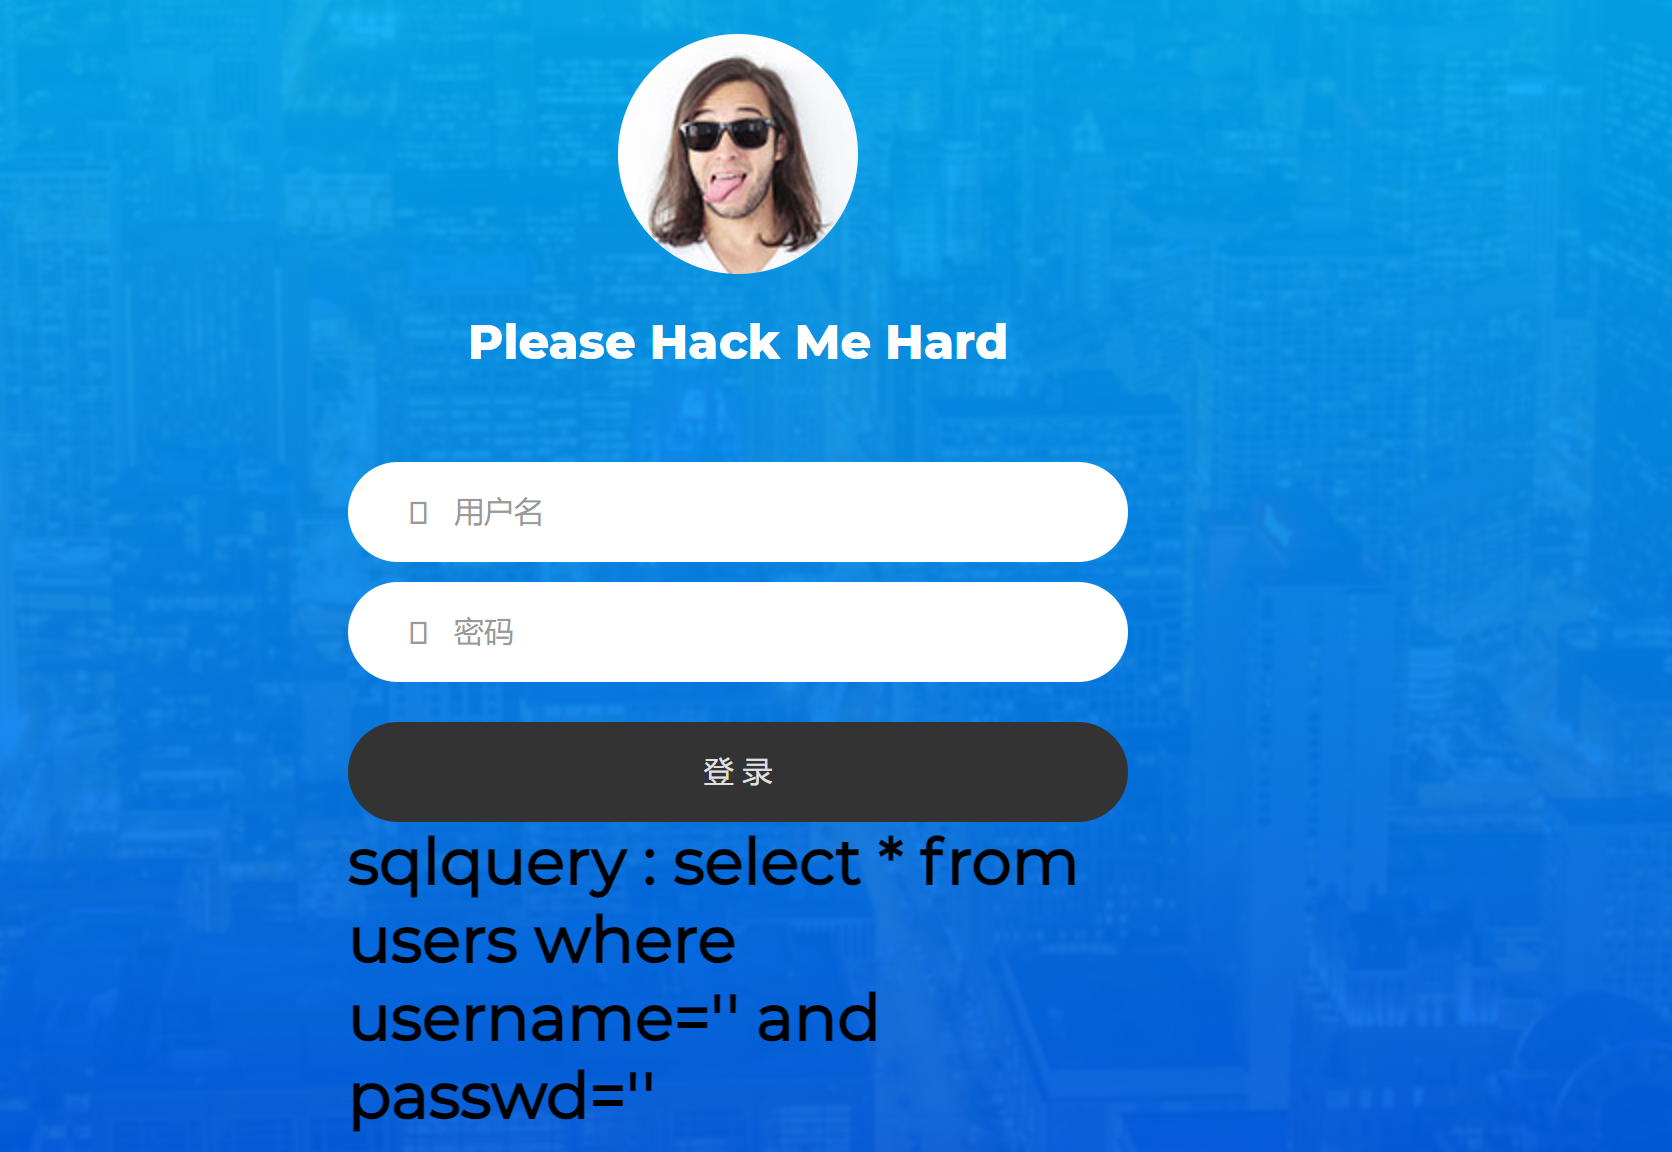 Please Hack Me Hard
用户名
密码
登 录
sqlquery : select * from
users where
username='' and
passwd=''